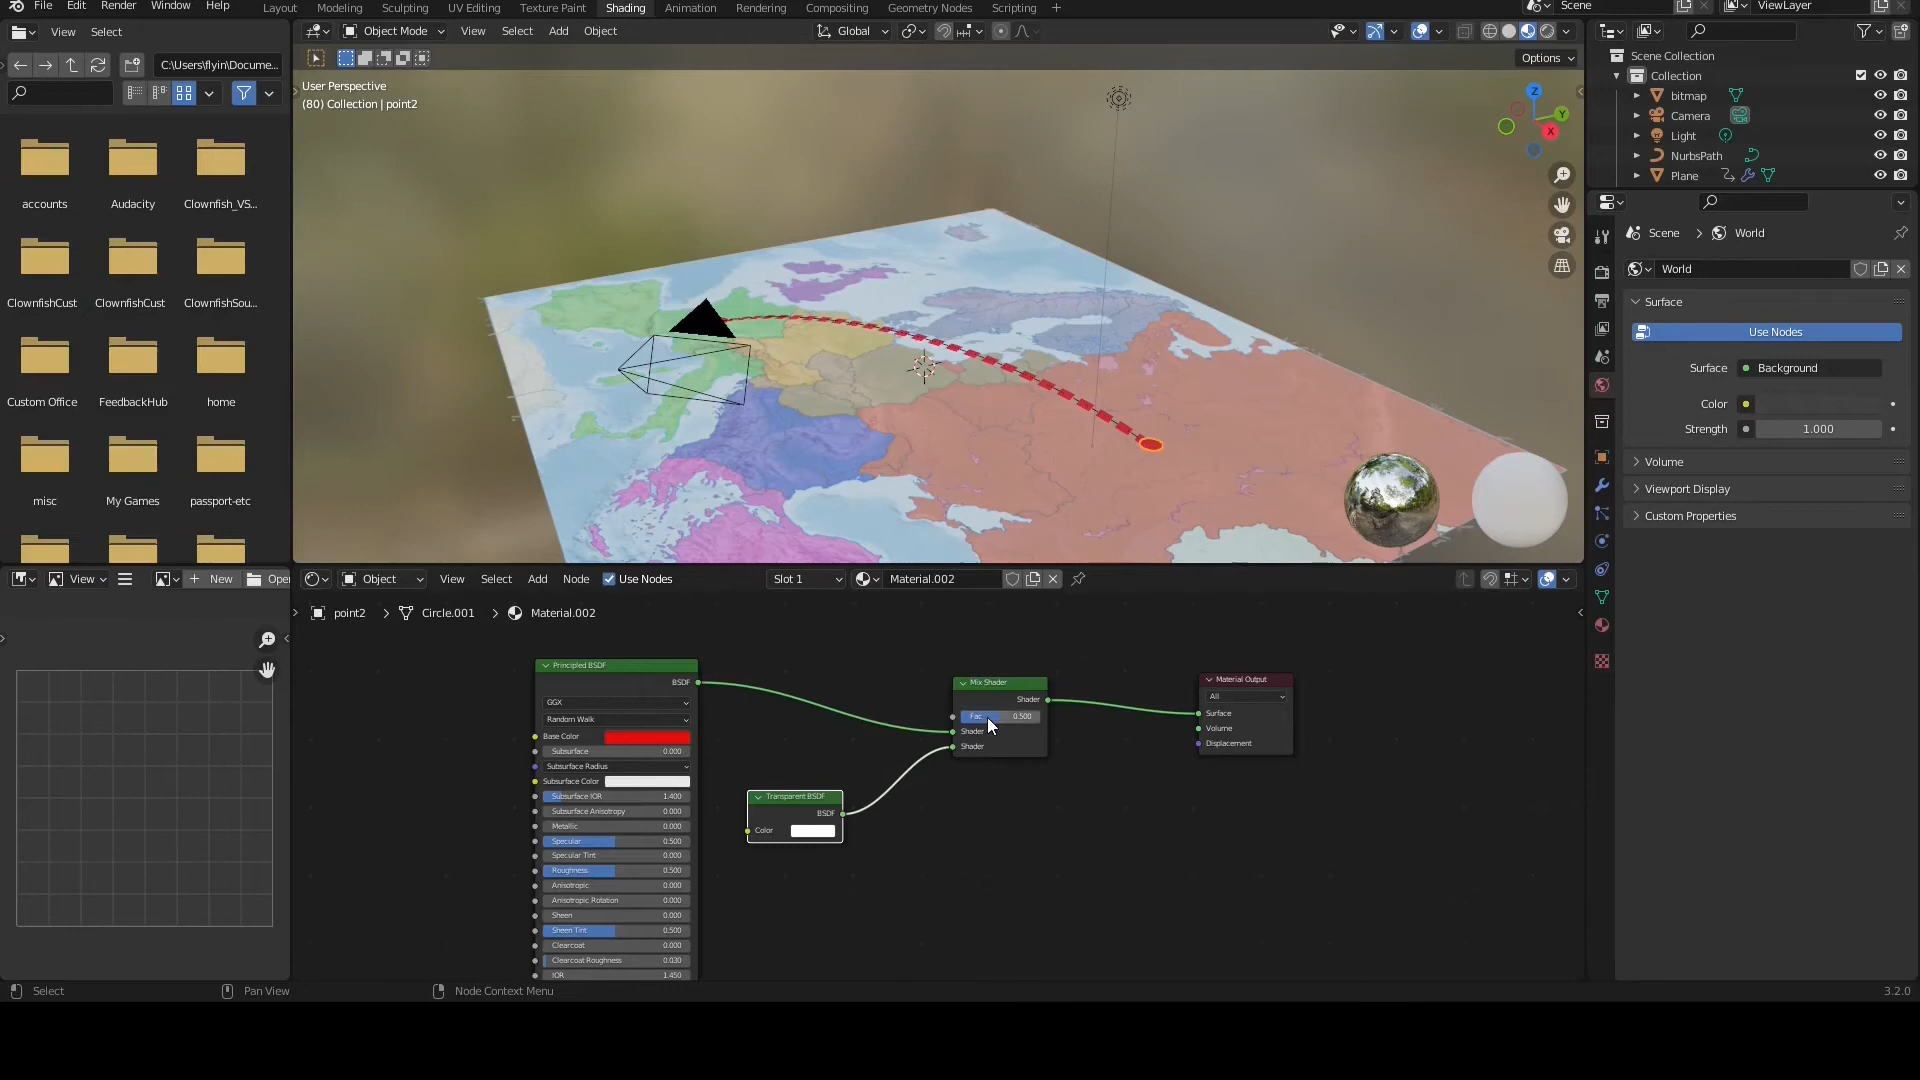 File Edit Render Window Help
Layout Modeling Sculpting UV Editing Texture Paint Shading Animation Rendering Compositing Geometry Nodes Scripting +
Scene
ViewLayer
View Select
Object Mode View Select Add Object
Global
C:\Users\flyin\Docume...
Options
User Perspective
(80) Collection | point2
Z
Y
X
accounts Audacity Clownfish_VS...
ClownfishCust ClownfishCust ClownfishSou...
Custom Office FeedbackHub home
misc My Games passport-etc
Scene Collection
Collection
bitmap
Camera
Light
NurbsPath
Plane
Scene > World
World
Surface
Use Nodes
Surface Background
Color
Strength 1.000
Volume
Viewport Display
Custom Properties
View + New Open
Object View Select Add Node Use Nodes Slot 1 Material.002
point2 > Circle.001 > Material.002
Principled BSDF
BSDF
GGX
Random Walk
Base Color
Subsurface 0.000
Subsurface Radius
Subsurface Color
Subsurface IOR 1.400
Subsurface Anisotropy 0.000
Metallic 0.000
Specular 0.500
Specular Tint 0.000
Roughness 0.500
Anisotropic 0.000
Anisotropic Rotation 0.000
Sheen 0.000
Sheen Tint 0.500
Clearcoat 0.000
Clearcoat Roughness 0.030
IOR 1.450
Transparent BSDF
BSDF
Color
Mix Shader
Shader
Fac 0.500
Shader
Shader
Material Output
All
Surface
Volume
Displacement
Select Pan View Node Context Menu 3.2.0